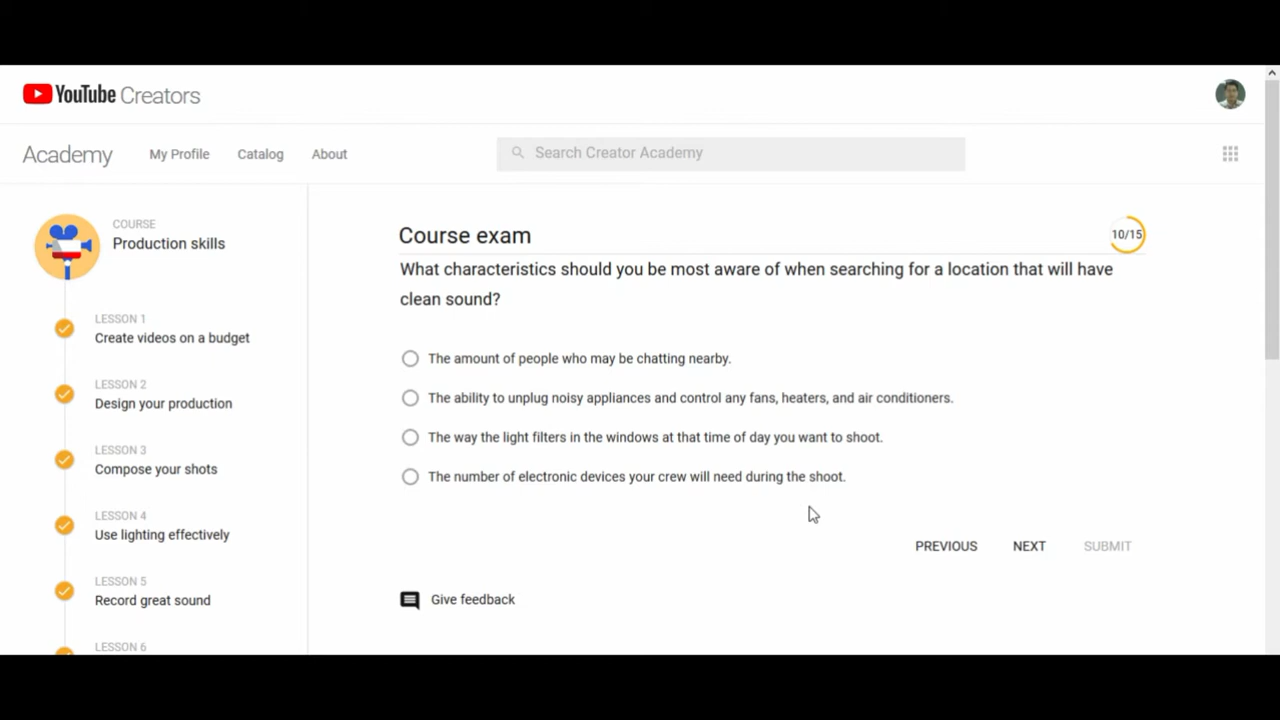 YouTube Creators
Academy My Profile Catalog About Search Creator Academy
COURSE
Production skills
LESSON 1
Create videos on a budget
LESSON 2
Design your production
LESSON 3
Compose your shots
LESSON 4
Use lighting effectively
LESSON 5
Record great sound
LESSON 6
Course exam 10/15
What characteristics should you be most aware of when searching for a location that will have
clean sound?
The amount of people who may be chatting nearby.
The ability to unplug noisy appliances and control any fans, heaters, and air conditioners.
The way the light filters in the windows at that time of day you want to shoot.
The number of electronic devices your crew will need during the shoot.
PREVIOUS NEXT SUBMIT
Give feedback